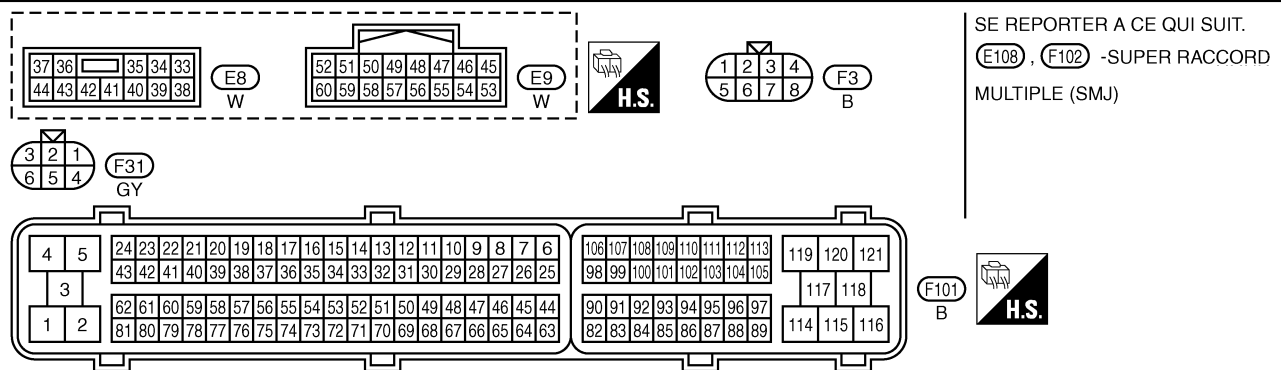 SE REPORTER A CE QUI SUIT.
E108 , F102 -SUPER RACCORD
MULTIPLE (SMJ)
37 36 35 34 33
44 43 42 41 40 39 38
E8
W
52 51 50 49 48 47 46 45
60 59 58 57 56 55 54 53
E9
W
H.S.
1 2 3 4
5 6 7 8
F3
B
3 2 1
6 5 4
F31
GY
4 5
3
1 2
24 23 22 21 20 19 18 17 16 15 14 13 12 11 10 9 8 7 6
43 42 41 40 39 38 37 36 35 34 33 32 31 30 29 28 27 26 25
62 61 60 59 58 57 56 55 54 53 52 51 50 49 48 47 46 45 44
81 80 79 78 77 76 75 74 73 72 71 70 69 68 67 66 65 64 63
106 107 108 109 110 111 112 113
98 99 100 101 102 103 104 105
90 91 92 93 94 95 96 97
82 83 84 85 86 87 88 89
119 120 121
117 118
114 115 116
F101
B
H.S.